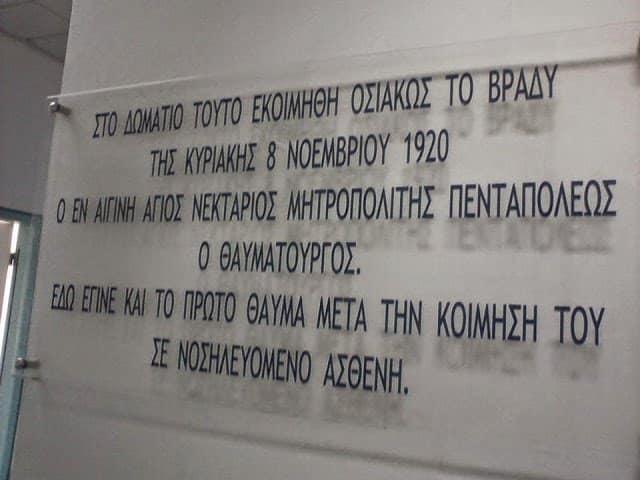 ΣΤΟ ΔΩΜΑΤΙΟ ΤΟΥΤΟ ΕΚΟΙΜΗΘΗ ΟΣΙΑΚΩΣ ΤΟ ΒΡΑΔΥ
ΤΗΣ ΚΥΡΙΑΚΗΣ 8 ΝΟΕΜΒΡΙΟΥ 1920
Ο ΕΝ ΑΙΓΙΝΗ ΑΓΙΟΣ ΝΕΚΤΑΡΙΟΣ ΜΗΤΡΟΠΟΛΙΤΗΣ ΠΕΝΤΑΠΟΛΕΩΣ
Ο ΘΑΥΜΑΤΟΥΡΓΟΣ.
ΕΔΩ ΕΓΙΝΕ ΚΑΙ ΤΟ ΠΡΩΤΟ ΘΑΥΜΑ ΜΕΤΑ ΤΗΝ ΚΟΙΜΗΣΗ ΤΟΥ
ΣΕ ΝΟΣΗΛΕΥΟΜΕΝΟ ΑΣΘΕΝΗ.